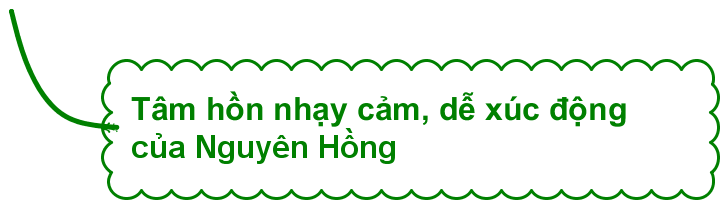 Tâm hồn nhạy cảm, dễ xúc động
của Nguyên Hồng